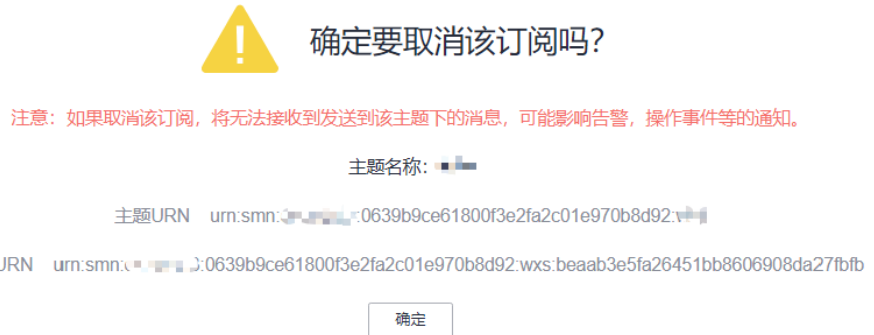 确定要取消该订阅吗?
注意：如果取消该订阅，将无法接收到发送到该主题下的消息，可能影响告警，操作事件等的通知。
主题名称：
主题URN urn:smn::0639b9ce61800f3e2fa2c01e970b8d92:
URN urn:smn::0639b9ce61800f3e2fa2c01e970b8d92:wxs:beaab3e5fa26451bb8606908da27fbfb
确定